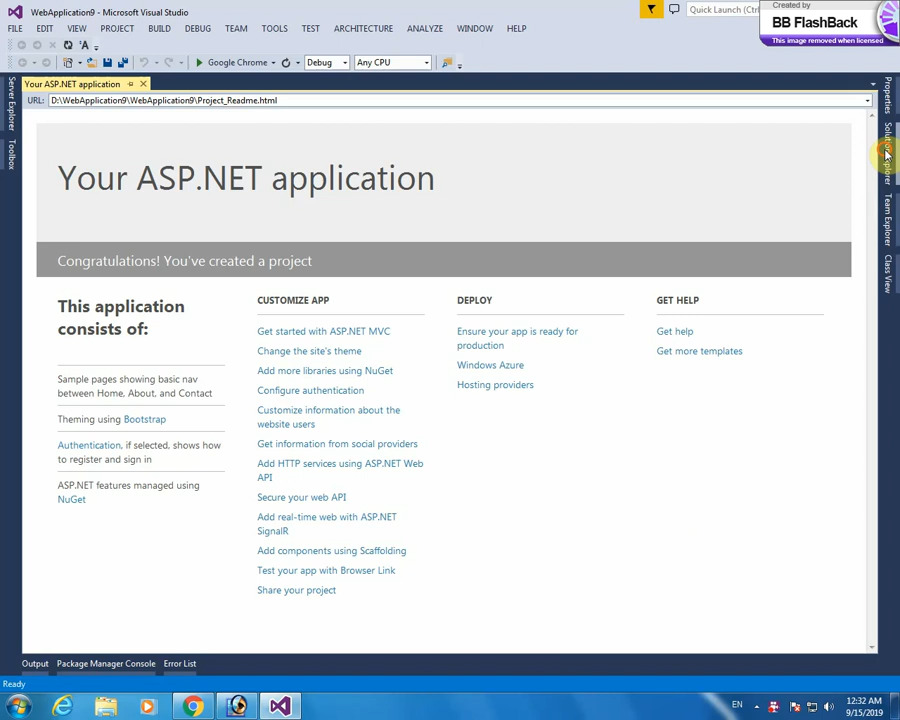 WebApplication9 - Microsoft Visual Studio
Quick Launch (Ctrl
Created by
BB FlashBack
This image removed when licensed
FILE EDIT VIEW PROJECT BUILD DEBUG TEAM TOOLS TEST ARCHITECTURE ANALYZE WINDOW HELP
Google Chrome Debug Any CPU
Your ASP.NET application
URL: D:\WebApplication9\WebApplication9\Project_Readme.html
Server Explorer
Toolbox
Properties
Solution Explorer
Team Explorer
Class View
Your ASP.NET application
Congratulations! You've created a project
This application
consists of:
Sample pages showing basic nav
between Home, About, and Contact
Theming using Bootstrap
Authentication, if selected, shows how
to register and sign in
ASP.NET features managed using
NuGet
CUSTOMIZE APP
Get started with ASP.NET MVC
Change the site's theme
Add more libraries using NuGet
Configure authentication
Customize information about the
website users
Get information from social providers
Add HTTP services using ASP.NET Web
API
Secure your web API
Add real-time web with ASP.NET
SignalR
Add components using Scaffolding
Test your app with Browser Link
Share your project
DEPLOY
Ensure your app is ready for
production
Windows Azure
Hosting providers
GET HELP
Get help
Get more templates
Output Package Manager Console Error List
Ready
EN
12:32 AM
9/15/2019